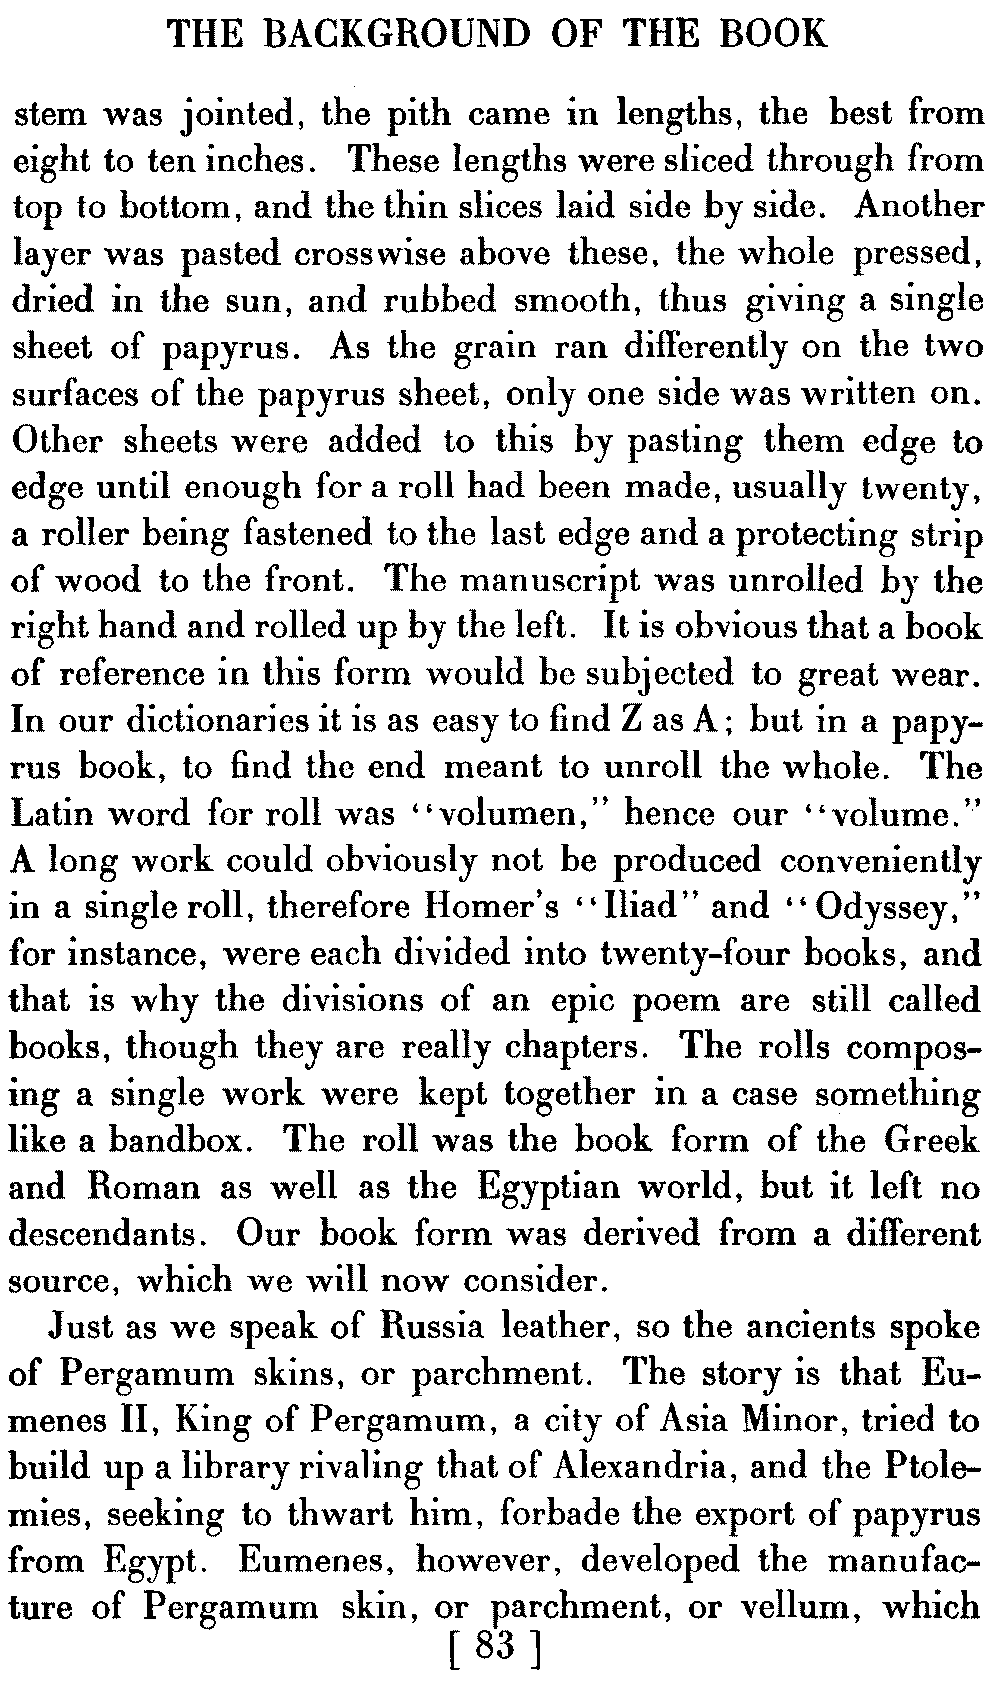 THE BACKGROUND OF THE BOOK
stem was jointed, the pith came in lengths, the best from
eight to ten inches. These lengths were sliced through from
top to bottom, and the thin slices laid side by side. Another
layer was pasted crosswise above these, the whole pressed,
dried in the sun, and rubbed smooth, thus giving a single
sheet of papyrus. As the grain ran differently on the two
surfaces of the papyrus sheet, only one side was written on.
Other sheets were added to this by pasting them edge to
edge until enough for a roll had been made, usually twenty,
a roller being fastened to the last edge and a protecting strip
of wood to the front. The manuscript was unrolled by the
right hand and rolled up by the left. It is obvious that a book
of reference in this form would be subjected to great wear.
In our dictionaries it is as easy to find Z as A; but in a papy-
rus book, to find the end meant to unroll the whole. The
Latin word for roll was "volumen," hence our "volume."
A long work could obviously not be produced conveniently
in a single roll, therefore Homer's "Iliad" and "Odyssey,"
for instance, were each divided into twenty-four books, and
that is why the divisions of an epic poem are still called
books, though they are really chapters. The rolls compos-
ing a single work were kept together in a case something
like a bandbox. The roll was the book form of the Greek
and Roman as well as the Egyptian world, but it left no
descendants. Our book form was derived from a different
source, which we will now consider.
Just as we speak of Russia leather, so the ancients spoke
of Pergamum skins, or parchment. The story is that Eu-
menes II, King of Pergamum, a city of Asia Minor, tried to
build up a library rivaling that of Alexandria, and the Ptole-
mies, seeking to thwart him, forbade the export of papyrus
from Egypt. Eumenes, however, developed the manufac-
ture of Pergamum skin, or parchment, or vellum, which
[ 83 ]